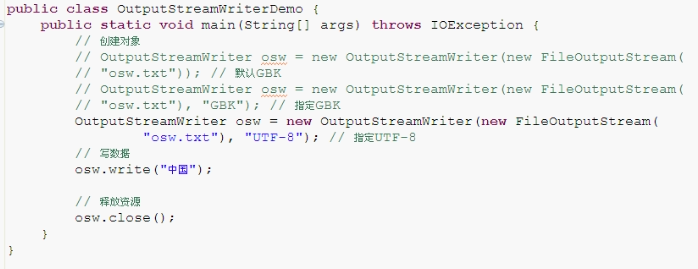 public class OutputStreamWriterDemo {
    public static void main(String[] args) throws IOException {
        // 创建对象
        // OutputStreamWriter osw = new OutputStreamWriter(new FileOutputStream(
        // "osw.txt")); // 默认GBK
        // OutputStreamWriter osw = new OutputStreamWriter(new FileOutputStream(
        // "osw.txt"), "GBK"); // 指定GBK
        OutputStreamWriter osw = new OutputStreamWriter(new FileOutputStream(
                "osw.txt"), "UTF-8"); // 指定UTF-8
        // 写数据
        osw.write("中国");

        // 释放资源
        osw.close();
    }
}